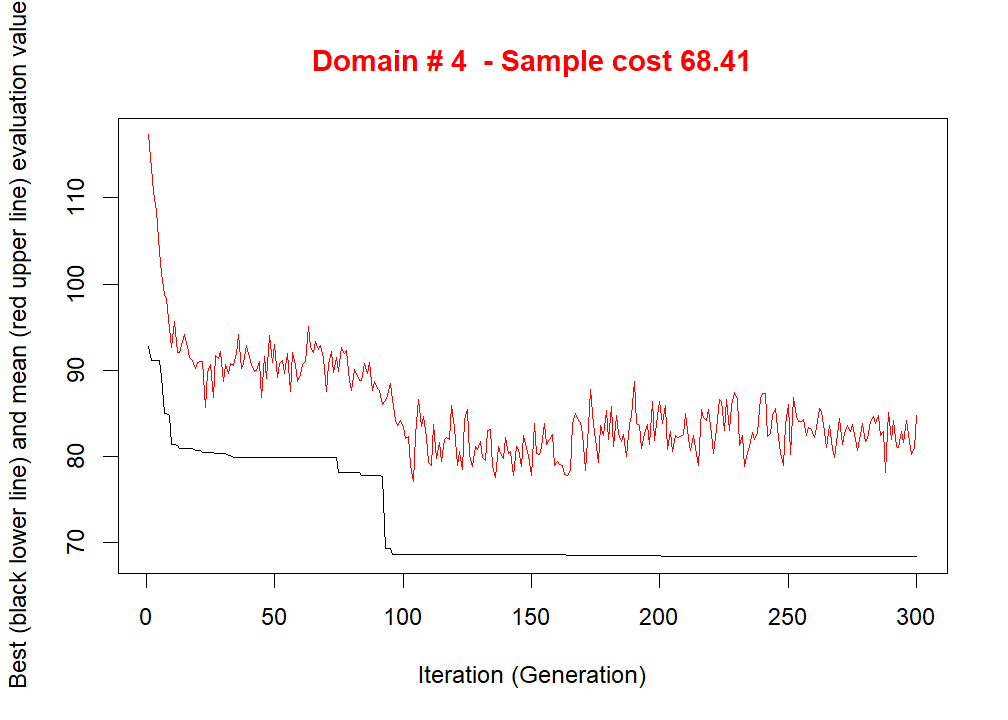 Domain # 4  - Sample cost 68.41
Best (black lower line) and mean (red upper line) evaluation value
110
100
90
80
70
0 50 100 150 200 250 300
Iteration (Generation)